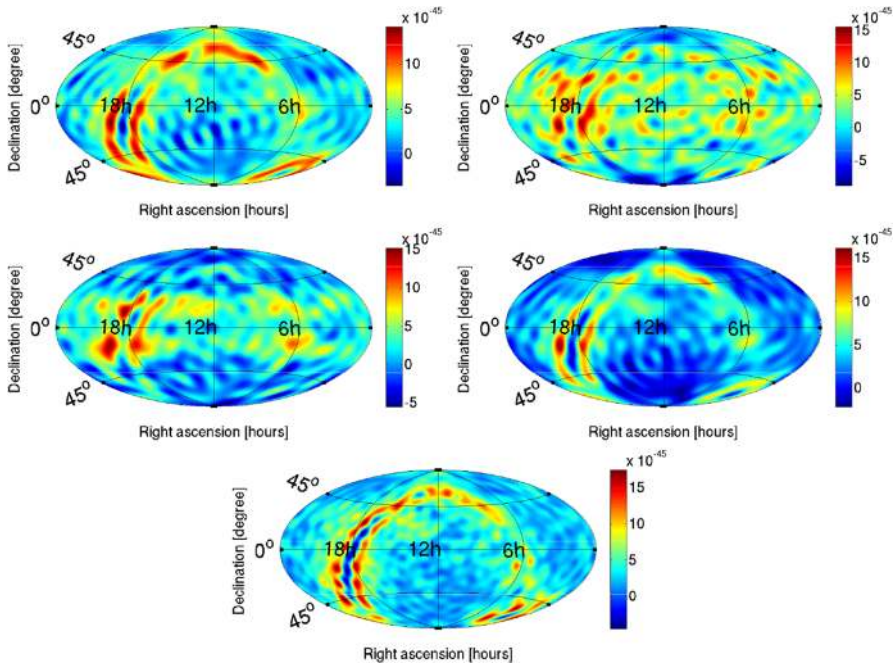 x 10^-45
45°
0°
45°
18h
12h
6h
10
5
0
Declination [degree]
Right ascension [hours]
x 10^-45
45°
0°
45°
18h
12h
6h
15
10
5
0
-5
Declination [degree]
Right ascension [hours]
x 10^-45
45°
0°
45°
18h
12h
6h
15
10
5
0
-5
Declination [degree]
Right ascension [hours]
x 10^-45
45°
0°
45°
18h
12h
6h
15
10
5
0
Declination [degree]
Right ascension [hours]
x 10^-45
45°
0°
45°
18h
12h
6h
15
10
5
0
Declination [degree]
Right ascension [hours]